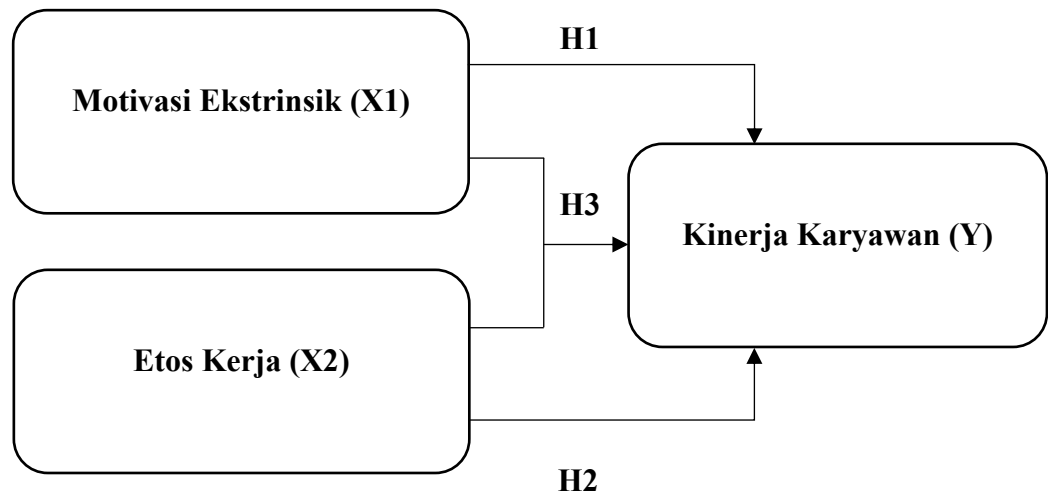 H1
Motivasi Ekstrinsik (X1)
H3
Kinerja Karyawan (Y)
Etos Kerja (X2)
H2